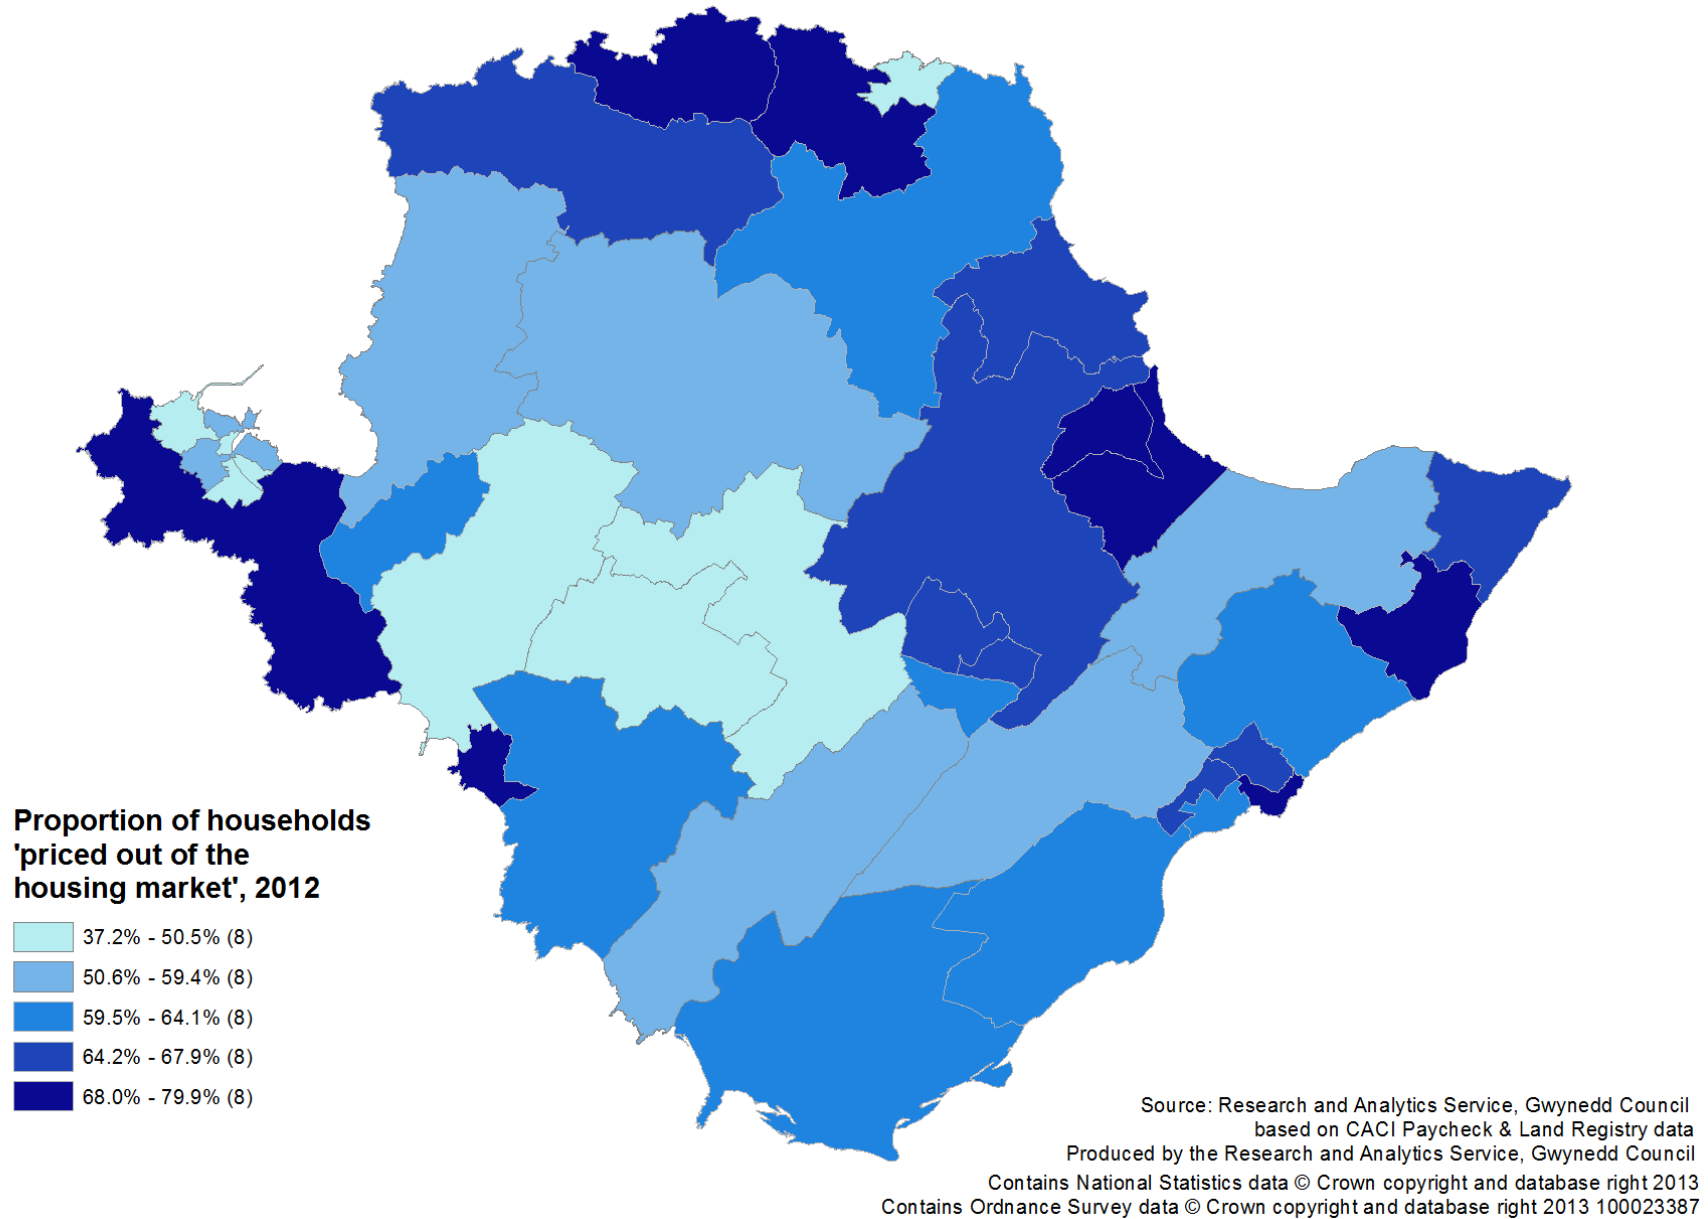 Proportion of households
'priced out of the
housing market', 2012
37.2% - 50.5% (8)
50.6% - 59.4% (8)
59.5% - 64.1% (8)
64.2% - 67.9% (8)
68.0% - 79.9% (8)
Source: Research and Analytics Service, Gwynedd Council
based on CACI Paycheck & Land Registry data
Produced by the Research and Analytics Service, Gwynedd Council
Contains National Statistics data © Crown copyright and database right 2013
Contains Ordnance Survey data © Crown copyright and database right 2013 100023387